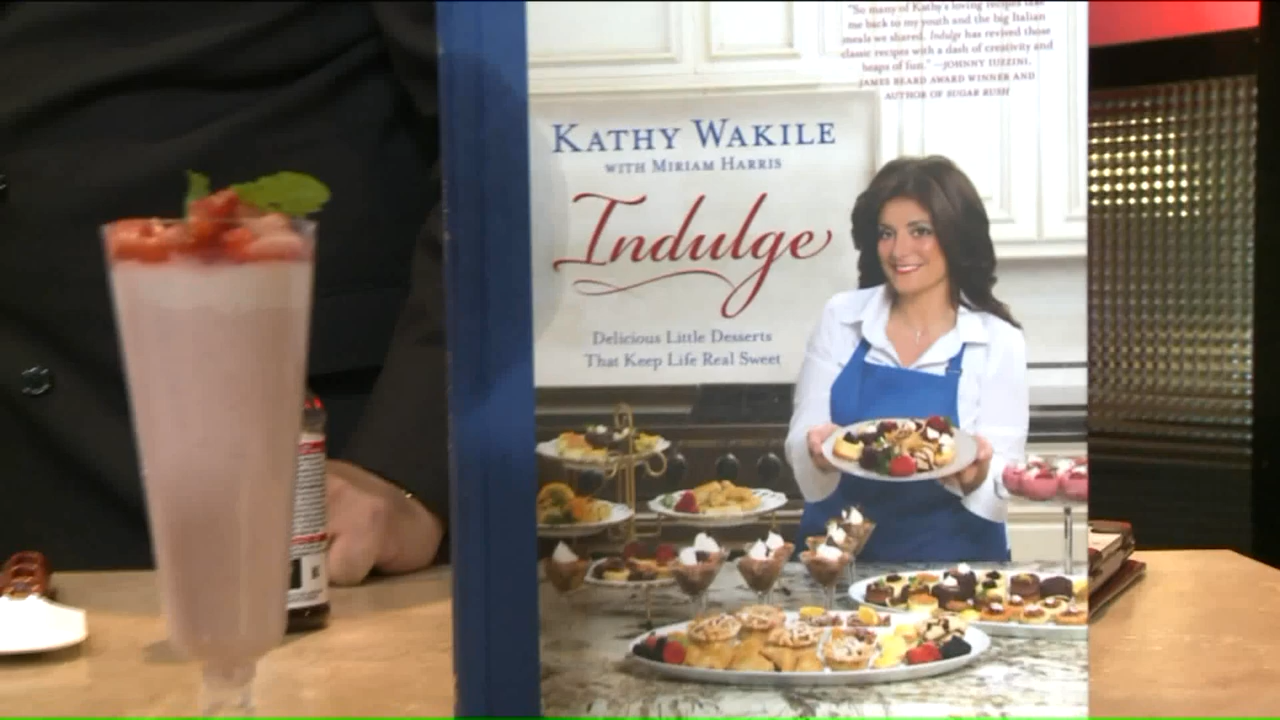 "So many of Kathy's loving recipes take
me back to my youth and the big Italian
meals we shared. Indulge has revived those
classic recipes with a dash of creativity and
heaps of fun." —JOHNNY IUZZINI,
JAMES BEARD AWARD WINNER AND
AUTHOR OF SUGAR RUSH
KATHY WAKILE
WITH MIRIAM HARRIS
Indulge
Delicious Little Desserts
That Keep Life Real Sweet